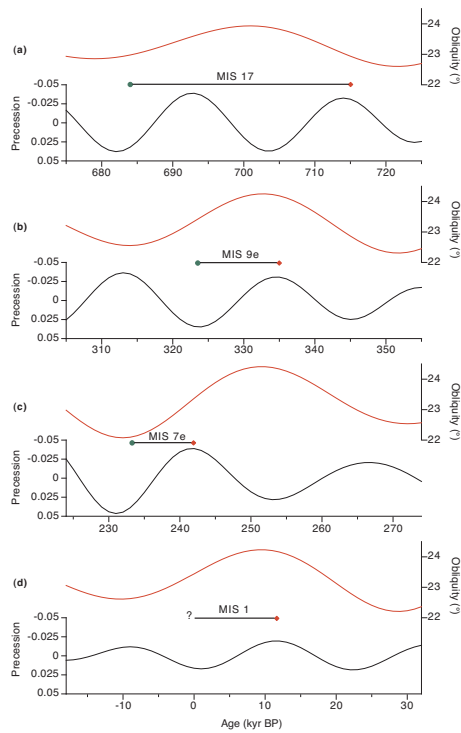 (a)
24
23
22
Obliquity (°)
MIS 17
-0.05
-0.025
0
0.025
0.05
Precession
680 690 700 710 720
(b)
24
23
22
Obliquity (°)
MIS 9e
-0.05
-0.025
0
0.025
0.05
Precession
310 320 330 340 350
(c)
24
23
22
Obliquity (°)
MIS 7e
-0.05
-0.025
0
0.025
0.05
Precession
230 240 250 260 270
(d)
24
23
22
Obliquity (°)
? MIS 1
-0.05
-0.025
0
0.025
0.05
Precession
-10 0 10 20 30
Age (kyr BP)